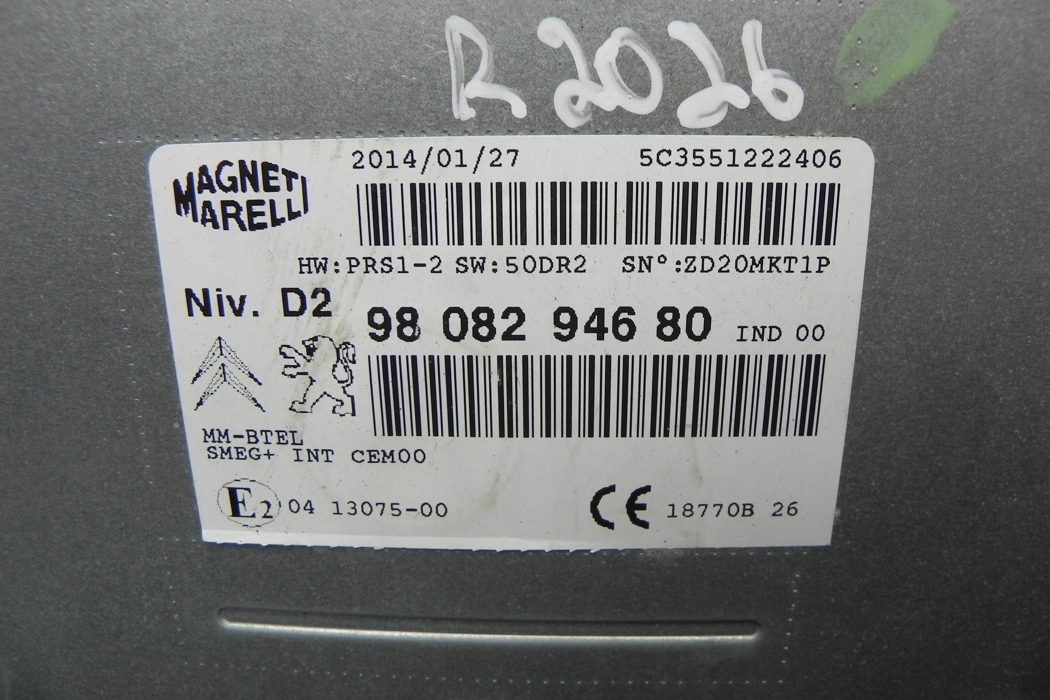 R2026
MAGNETI MARELLI
2014/01/27 5C3551222406
HW:PRS1-2 SW:50DR2 SN°:ZD20MKT1P
Niv. D2
98 082 946 80 IND 00
MM-BTEL
SMEG+ INT CEM00
E2 04 13075-00
CE 18770B 26